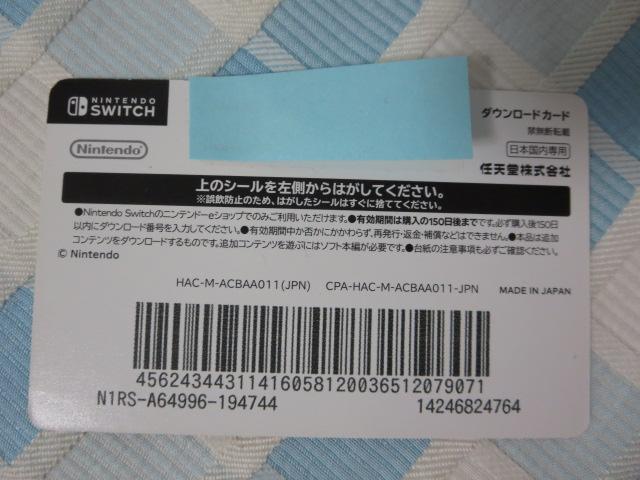 NINTENDO
SWITCH
ダウンロードカード
禁無断転載
Nintendo
日本国内専用
任天堂株式会社
上のシールを左側からはがしてください。
※誤飲防止のため、はがしたシールはすぐに捨ててください。
●Nintendo Switchのニンテンドーeショップでのみご利用いただけます。●有効期間は購入の150日後までです。必ず購入後150日
以内にダウンロード番号を入力してください。●有効期間中か否かにかかわらず、再発行・返金・補償などはできません。●本品は追加
コンテンツをダウンロードするものです。追加コンテンツを遊ぶにはソフト本編が必要です。●台紙の注意事項も必ずご確認ください。
© Nintendo
HAC-M-ACBAA011(JPN) CPA-HAC-M-ACBAA011-JPN MADE IN JAPAN
4562434431141605812003651207​9071
N1RS-A64996-194744 14246824764